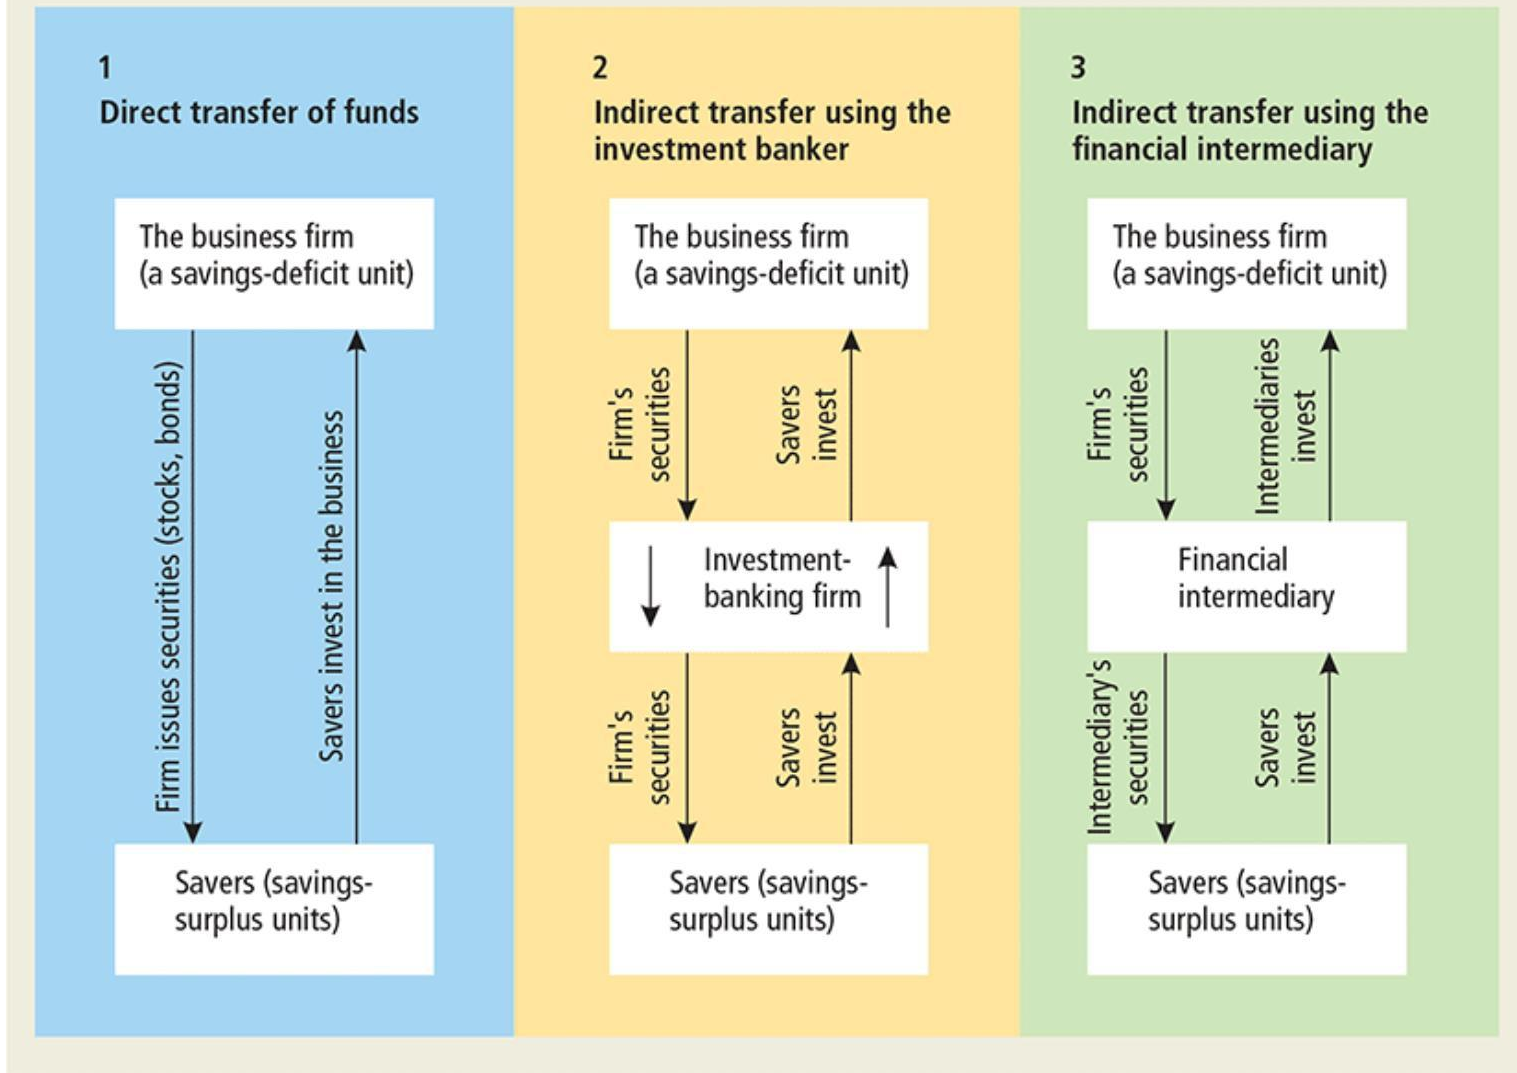 1
Direct transfer of funds
The business firm
(a savings-deficit unit)
Firm issues securities (stocks, bonds)
Savers invest in the business
Savers (savings-
surplus units)
2
Indirect transfer using the
investment banker
The business firm
(a savings-deficit unit)
Firm's
securities
Savers
invest
Investment-
banking firm
Firm's
securities
Savers
invest
Savers (savings-
surplus units)
3
Indirect transfer using the
financial intermediary
The business firm
(a savings-deficit unit)
Firm's
securities
Intermediaries
invest
Financial
intermediary
Intermediary's
securities
Savers
invest
Savers (savings-
surplus units)